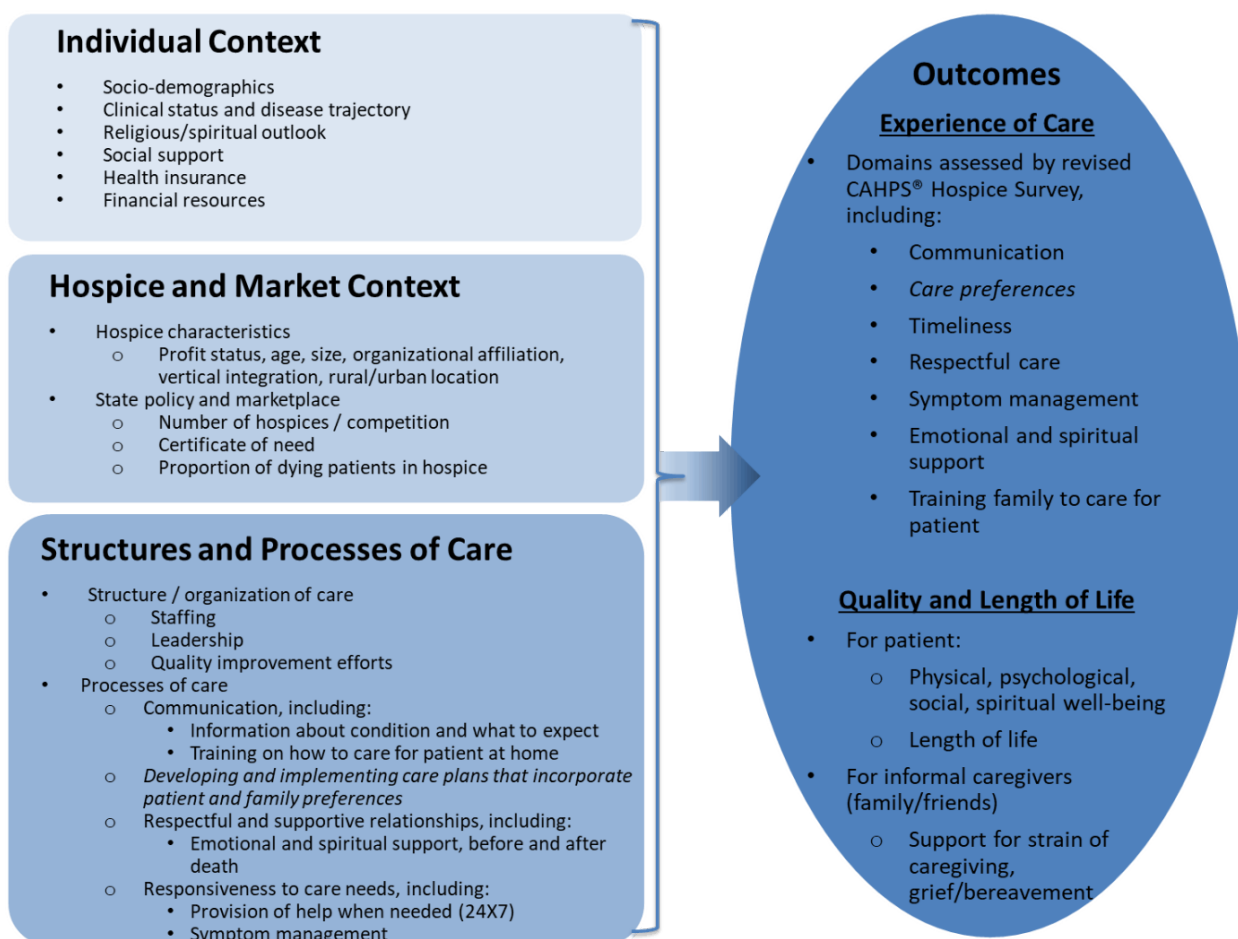 Individual Context
• Socio-demographics
• Clinical status and disease trajectory
• Religious/spiritual outlook
• Social support
• Health insurance
• Financial resources
Hospice and Market Context
• Hospice characteristics
o Profit status, age, size, organizational affiliation,
vertical integration, rural/urban location
• State policy and marketplace
o Number of hospices / competition
o Certificate of need
o Proportion of dying patients in hospice
Structures and Processes of Care
• Structure / organization of care
o Staffing
o Leadership
o Quality improvement efforts
• Processes of care
o Communication, including:
• Information about condition and what to expect
• Training on how to care for patient at home
o Developing and implementing care plans that incorporate
patient and family preferences
o Respectful and supportive relationships, including:
• Emotional and spiritual support, before and after
death
o Responsiveness to care needs, including:
• Provision of help when needed (24X7)
• Symptom management
Outcomes
Experience of Care
• Domains assessed by revised
CAHPS® Hospice Survey,
including:
• Communication
• Care preferences
• Timeliness
• Respectful care
• Symptom management
• Emotional and spiritual
support
• Training family to care for
patient
Quality and Length of Life
• For patient:
o Physical, psychological,
social, spiritual well-being
o Length of life
• For informal caregivers
(family/friends)
o Support for strain of
caregiving,
grief/bereavement